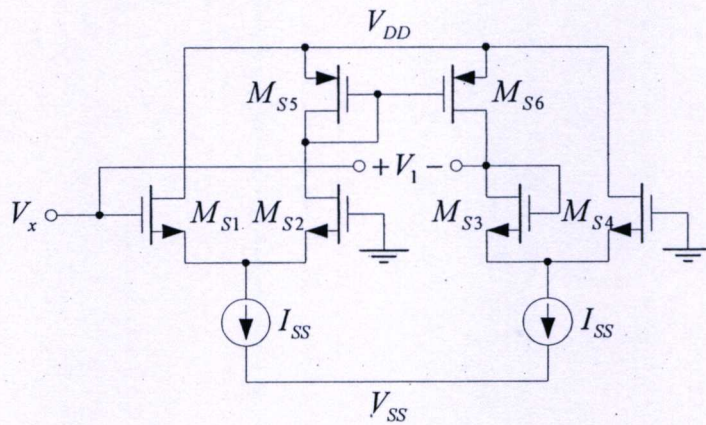 V_DD
M_S5
M_S6
+ V_1 −
V_x
M_S1
M_S2
M_S3
M_S4
I_SS
I_SS
V_SS